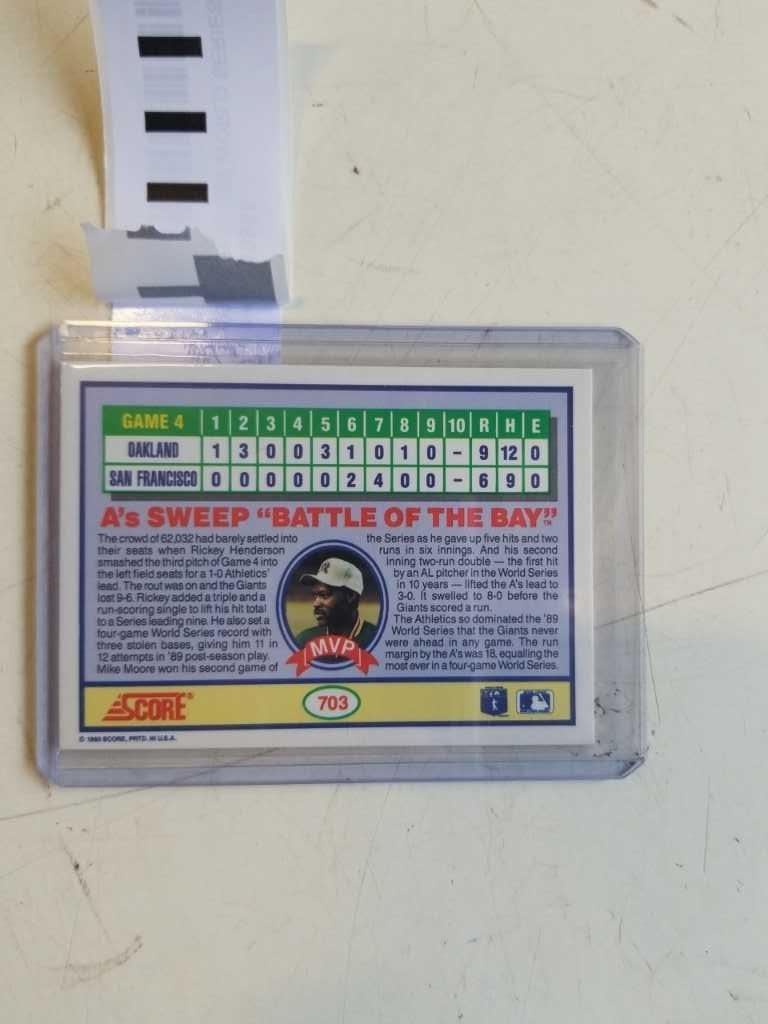 WORLD SERIES
GAME 4 1 2 3 4 5 6 7 8 9 10 R H E
OAKLAND 1 3 0 0 3 1 0 1 0 - 9 12 0
SAN FRANCISCO 0 0 0 0 0 2 4 0 0 - 6 9 0
A's SWEEP "BATTLE OF THE BAY"™
The crowd of 62,032 had barely settled into
their seats when Rickey Henderson
smashed the third pitch of Game 4 into
the left field seats for a 1-0 Athletics'
lead. The rout was on and the Giants
lost 9-6. Rickey added a triple and a
run-scoring single to lift his hit total
to a Series leading nine. He also set a
four-game World Series record with
three stolen bases, giving him 11 in
12 attempts in '89 post-season play.
Mike Moore won his second game of
the Series as he gave up five hits and two
runs in six innings. And his second
inning two-run double — the first hit
by an AL pitcher in the World Series
in 10 years — lifted the A's lead to
3-0. It swelled to 8-0 before the
Giants scored a run.
The Athletics so dominated the '89
World Series that the Giants never
were ahead in any game. The run
margin by the A's was 18, equalling the
most ever in a four-game World Series.
MVP
SCORE®
703
© 1990 SCORE, PRTD. IN U.S.A.